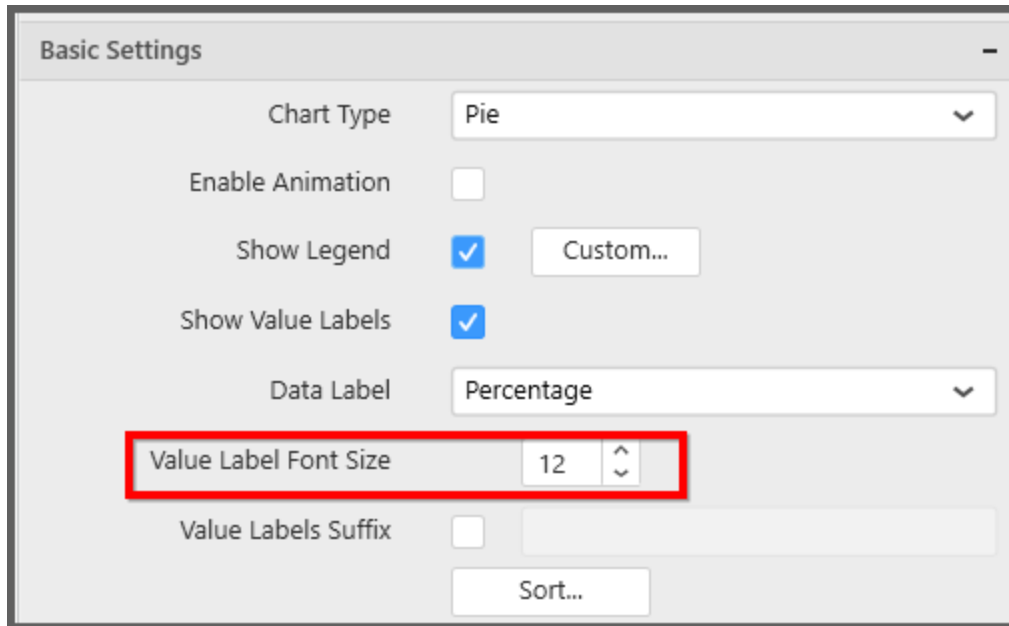 Basic Settings
Chart Type Pie
Enable Animation
Show Legend Custom...
Show Value Labels
Data Label Percentage
Value Label Font Size 12
Value Labels Suffix
Sort...